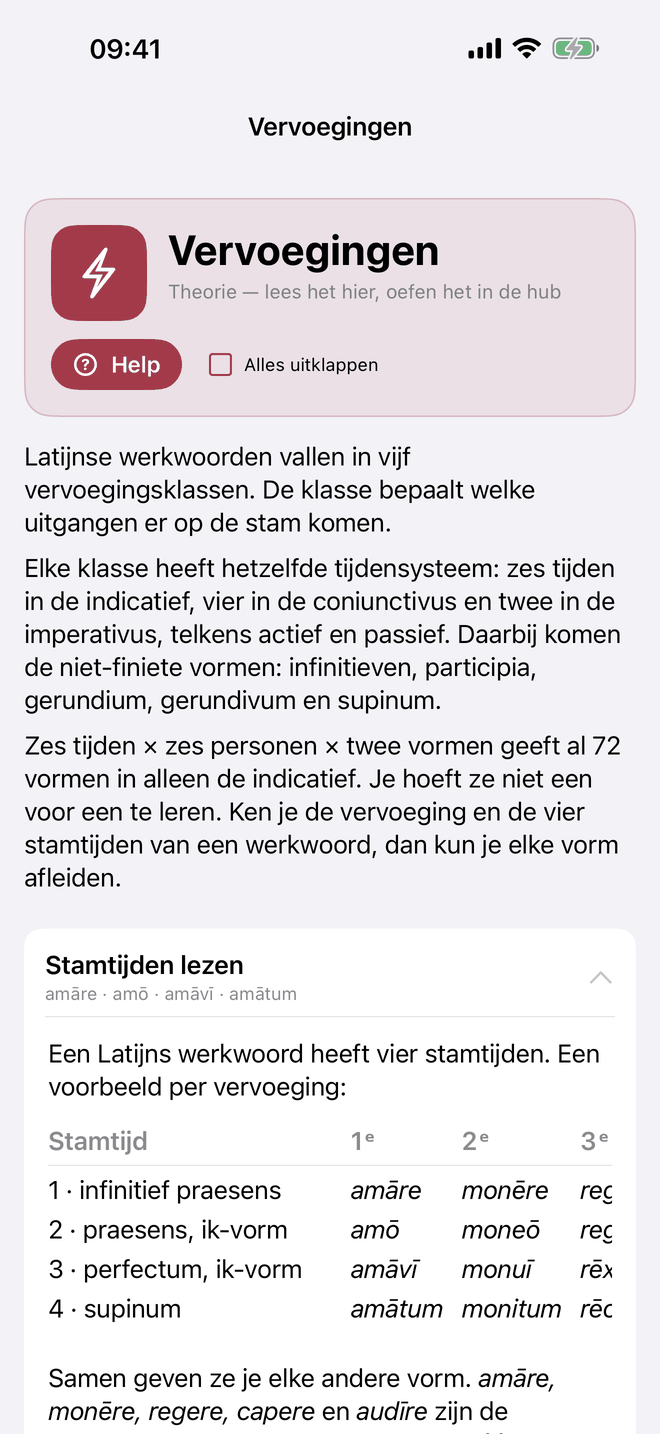 09:41
Vervoegingen
Vervoegingen
Theorie — lees het hier, oefen het in de hub
Help
Alles uitklappen
Latijnse werkwoorden vallen in vijf
vervoegingsklassen. De klasse bepaalt welke
uitgangen er op de stam komen.
Elke klasse heeft hetzelfde tijdensysteem: zes tijden
in de indicatief, vier in de coniunctivus en twee in de
imperativus, telkens actief en passief. Daarbij komen
de niet-finiete vormen: infinitieven, participia,
gerundium, gerundivum en supinum.
Zes tijden × zes personen × twee vormen geeft al 72
vormen in alleen de indicatief. Je hoeft ze niet een
voor een te leren. Ken je de vervoeging en de vier
stamtijden van een werkwoord, dan kun je elke vorm
afleiden.
Stamtijden lezen
amāre · amō · amāvī · amātum
Een Latijns werkwoord heeft vier stamtijden. Een
voorbeeld per vervoeging:
Stamtijd 1ᵉ 2ᵉ 3ᵉ
1 · infinitief praesens amāre monēre reg
2 · praesens, ik-vorm amō moneō reg
3 · perfectum, ik-vorm amāvī monuī rēx
4 · supinum amātum monitum rēc
Samen geven ze je elke andere vorm. amāre,
monēre, regere, capere en audīre zijn de